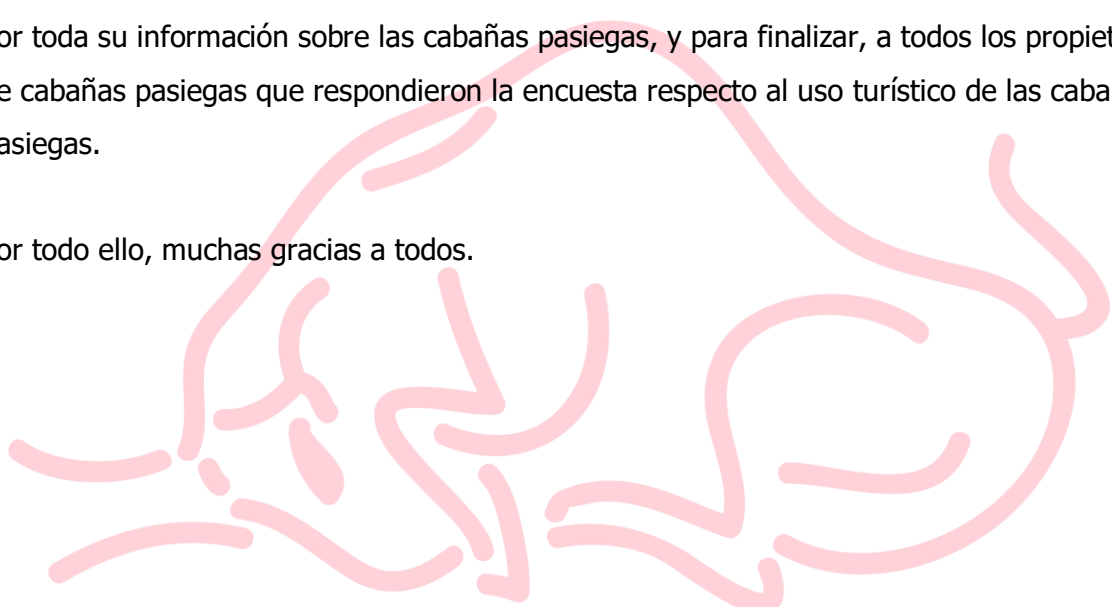 or toda su información sobre las cabañas pasiegas, y para finalizar, a todos los propiet
e cabañas pasiegas que respondieron la encuesta respecto al uso turístico de las caba
asiegas.
or todo ello, muchas gracias a todos.